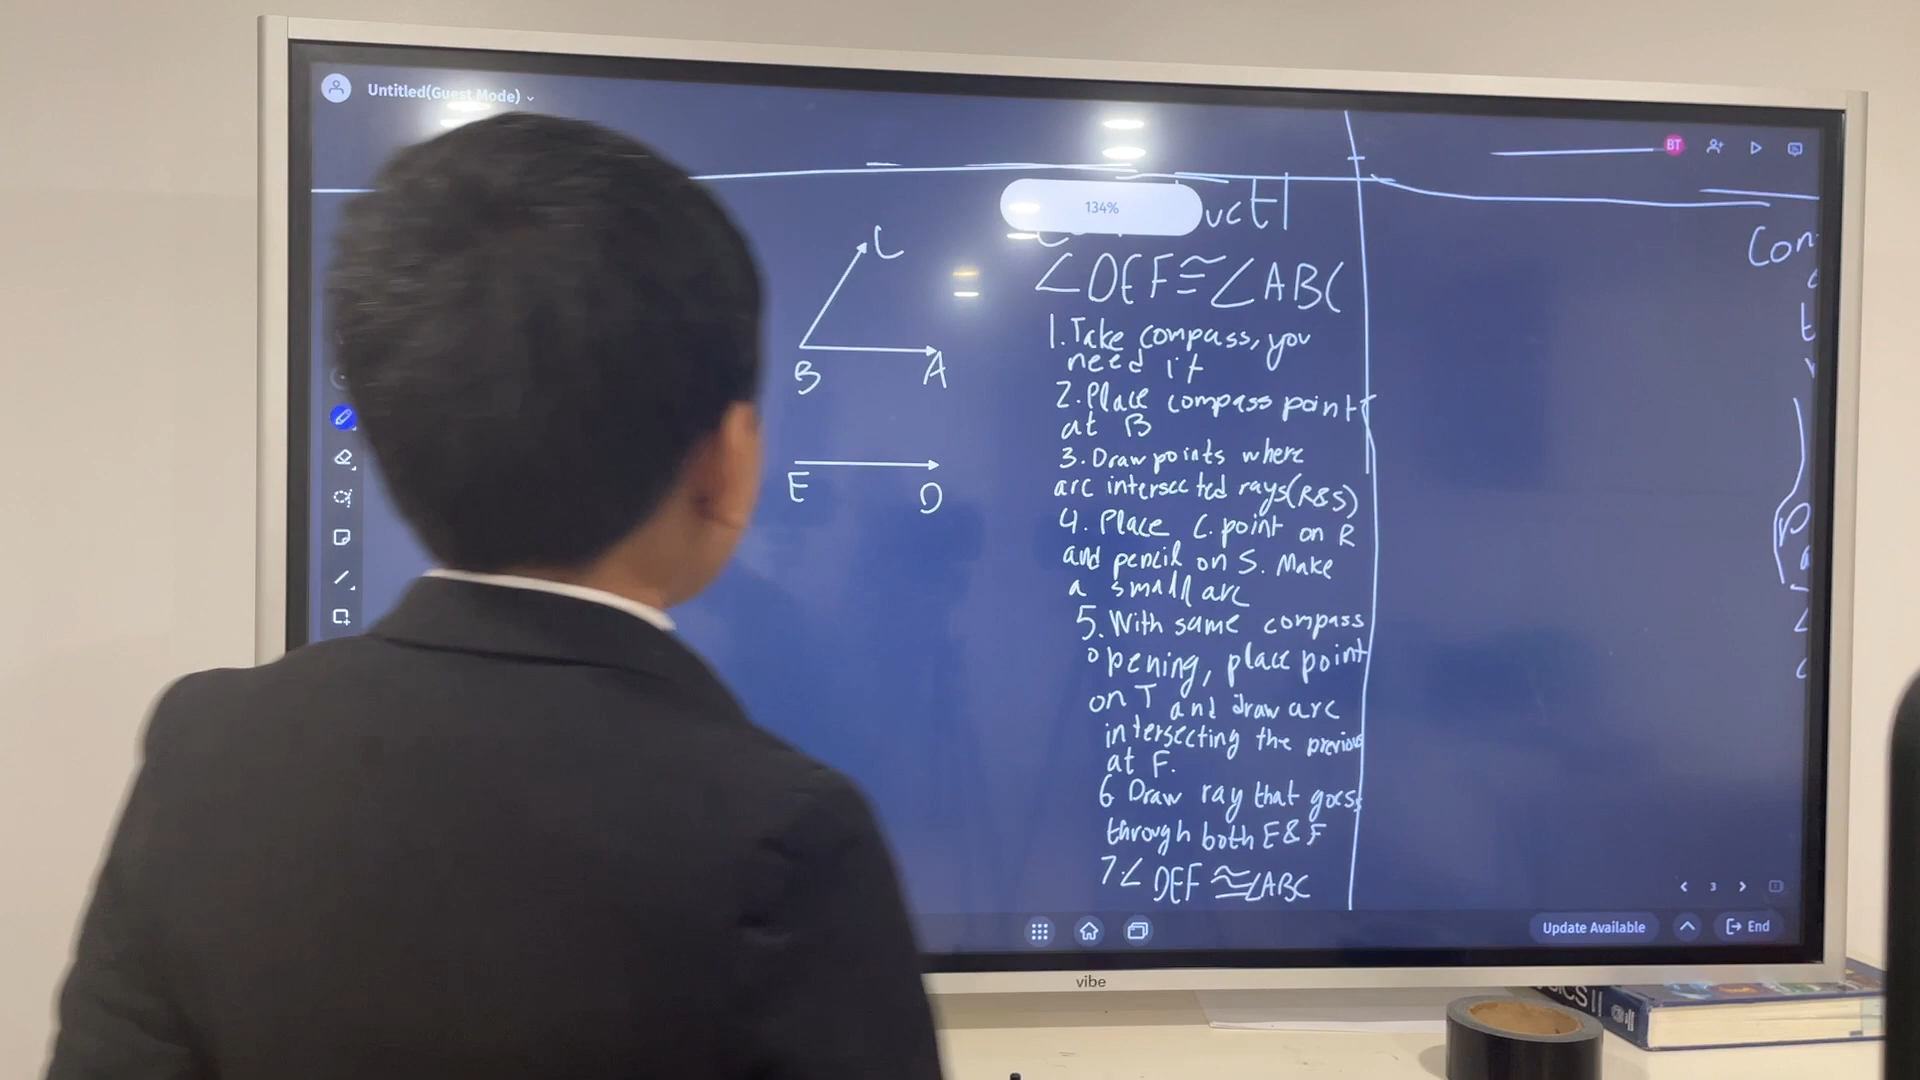 Untitled(Guest Mode)
BT
134%
∠DEF≅∠ABC
C
B
A
E
D
1. Take compass, you
need it
2. Place compass point
at B
3. Draw points where
arc intersected rays(R&S)
4. Place C. point on R
and pencil on S. Make
a small arc
5. With same compass
opening, place point
on T and draw arc
intersecting the previous
at F.
6 Draw ray that goess
through both E&F
7.∠DEF≅∠ABC
Con
3
Update Available
End
vibe